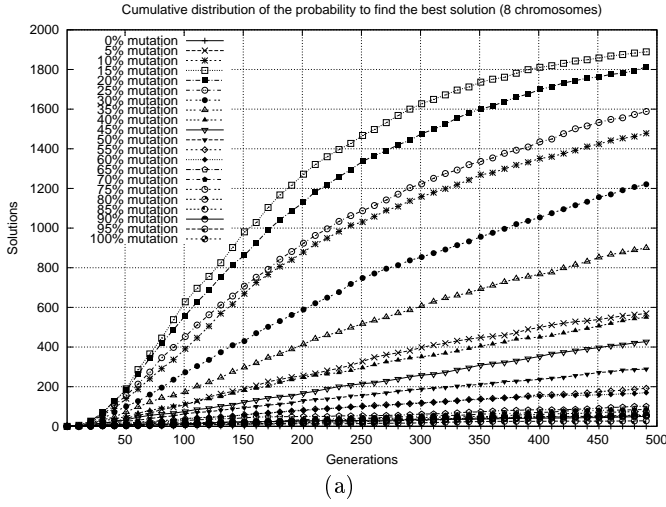 Cumulative distribution of the probability to find the best solution (8 chromosomes)
2000
1800
1600
1400
1200
1000
800
600
400
200
0
Solutions
0% mutation
5% mutation
10% mutation
15% mutation
20% mutation
25% mutation
30% mutation
35% mutation
40% mutation
45% mutation
50% mutation
55% mutation
60% mutation
65% mutation
70% mutation
75% mutation
80% mutation
85% mutation
90% mutation
95% mutation
100% mutation
50 100 150 200 250 300 350 400 450 500
Generations
(a)